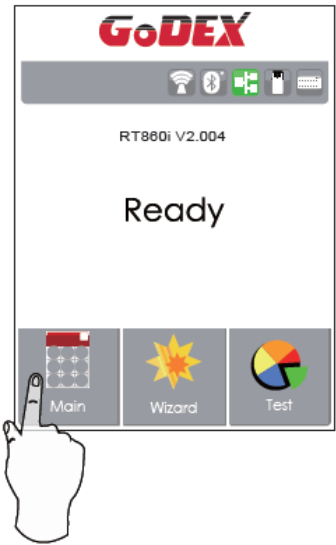 GoDEX
RT860i V2.004
Ready
Main
Wizard
Test